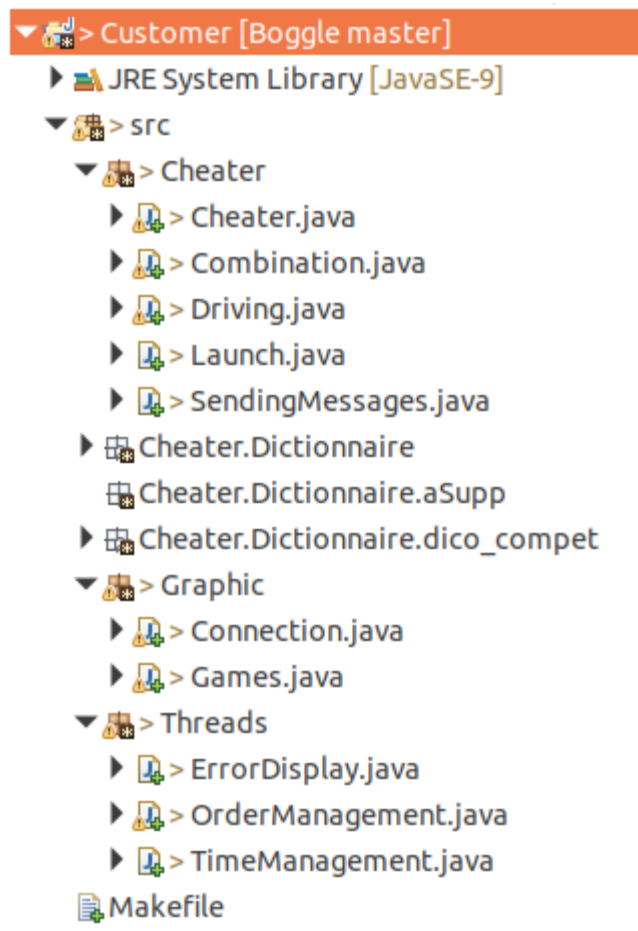 > Customer [Boggle master]
JRE System Library [JavaSE-9]
> src
> Cheater
> Cheater.java
> Combination.java
> Driving.java
> Launch.java
> SendingMessages.java
Cheater.Dictionnaire
Cheater.Dictionnaire.aSupp
Cheater.Dictionnaire.dico_compet
> Graphic
> Connection.java
> Games.java
> Threads
> ErrorDisplay.java
> OrderManagement.java
> TimeManagement.java
Makefile